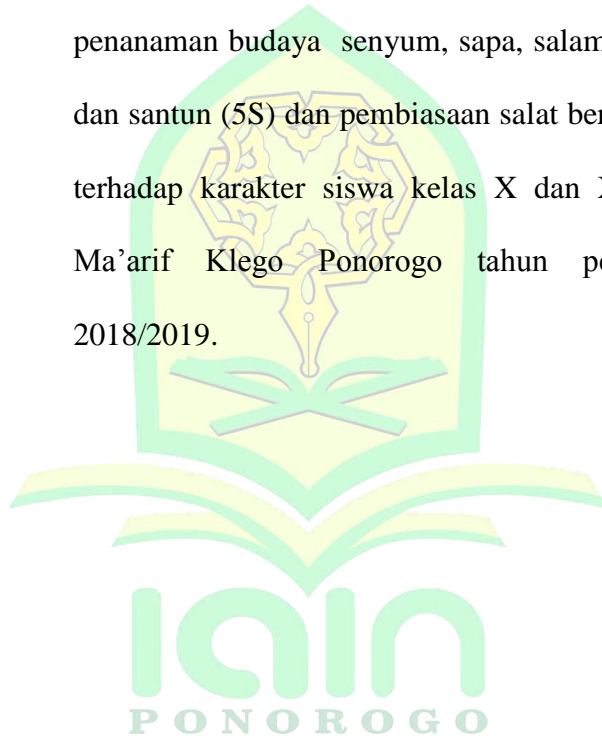 penanaman budaya senyum, sapa, salam
dan santun (5S) dan pembiasaan salat
terhadap karakter siswa kelas X dan
Ma’arif Klego Ponorogo tahun
2018/2019.
iain
PONOROGO